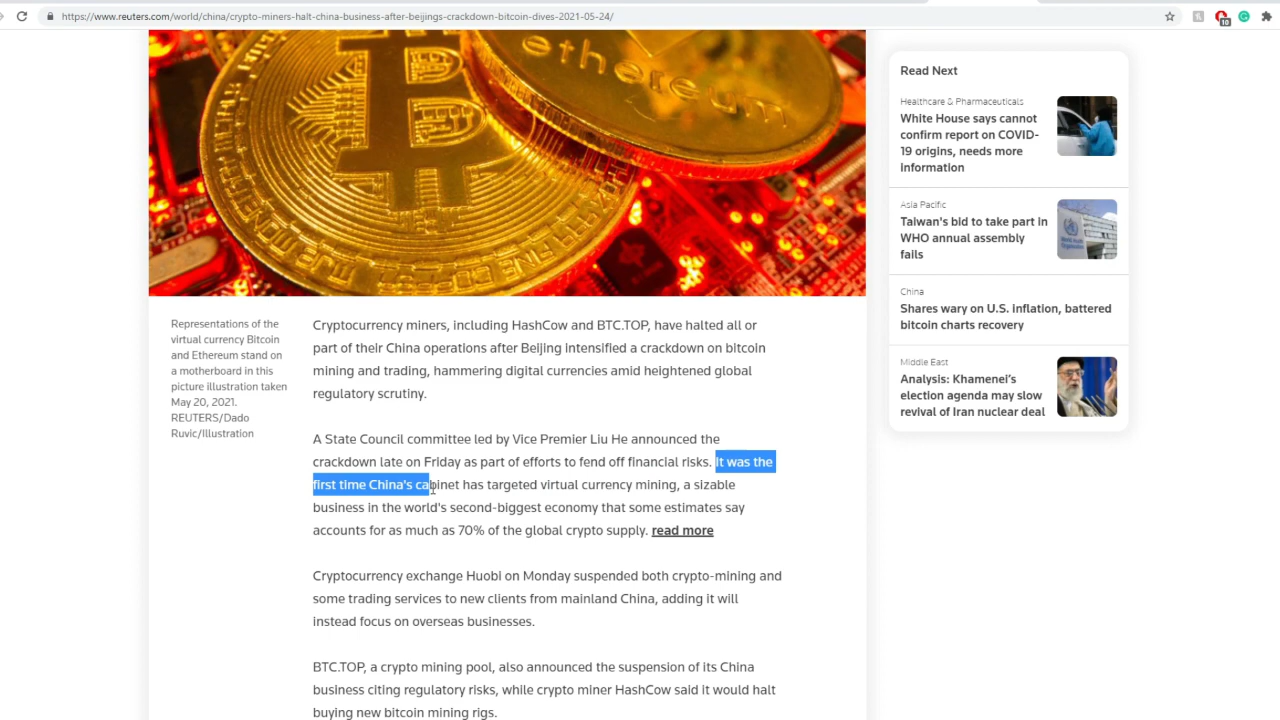 https://www.reuters.com/world/china/crypto-miners-halt-china-business-after-beijings-crackdown-bitcoin-dives-2021-05-24/
10
ethereum
Representations of the
virtual currency Bitcoin
and Ethereum stand on
a motherboard in this
picture illustration taken
May 20, 2021.
REUTERS/Dado
Ruvic/Illustration
Cryptocurrency miners, including HashCow and BTC.TOP, have halted all or
part of their China operations after Beijing intensified a crackdown on bitcoin
mining and trading, hammering digital currencies amid heightened global
regulatory scrutiny.
A State Council committee led by Vice Premier Liu He announced the
crackdown late on Friday as part of efforts to fend off financial risks. It was the
first time China's cabinet has targeted virtual currency mining, a sizable
business in the world's second-biggest economy that some estimates say
accounts for as much as 70% of the global crypto supply. read more
Cryptocurrency exchange Huobi on Monday suspended both crypto-mining and
some trading services to new clients from mainland China, adding it will
instead focus on overseas businesses.
BTC.TOP, a crypto mining pool, also announced the suspension of its China
business citing regulatory risks, while crypto miner HashCow said it would halt
buying new bitcoin mining rigs.
Read Next
Healthcare & Pharmaceuticals
White House says cannot
confirm report on COVID-
19 origins, needs more
information
Asia Pacific
Taiwan's bid to take part in
WHO annual assembly
fails
China
Shares wary on U.S. inflation, battered
bitcoin charts recovery
Middle East
Analysis: Khamenei's
election agenda may slow
revival of Iran nuclear deal